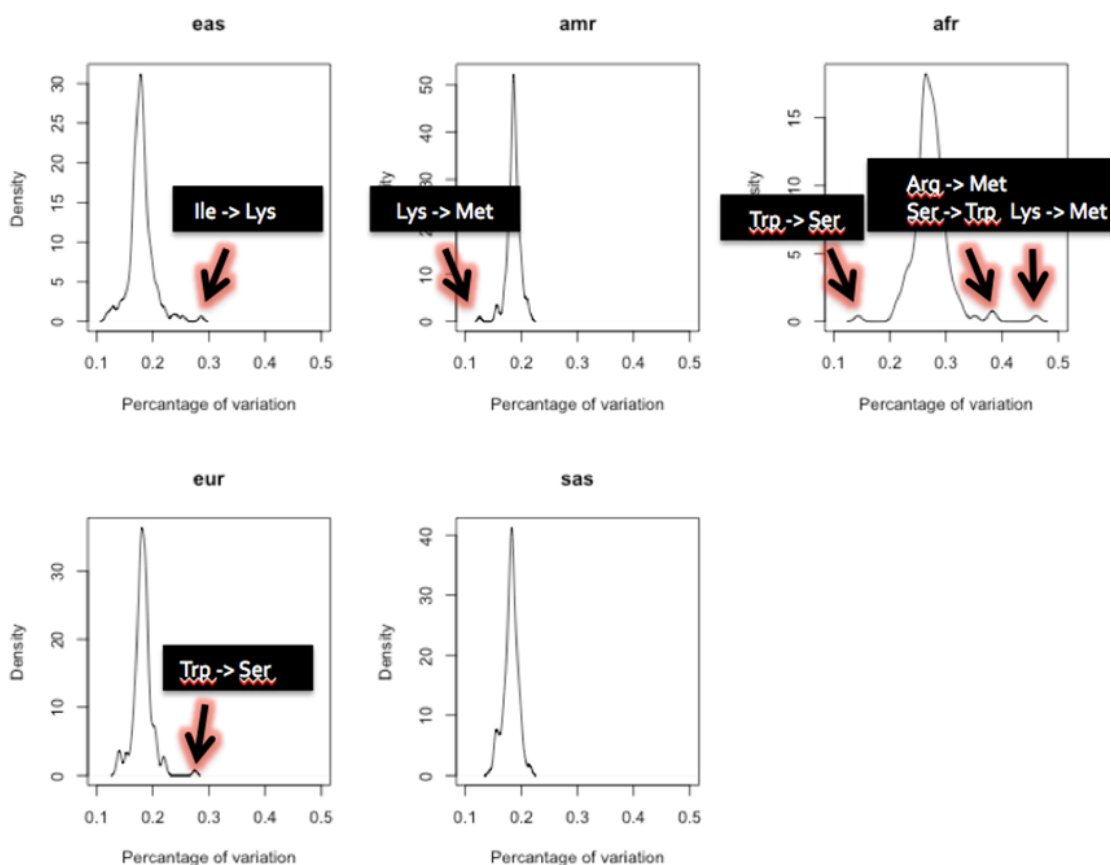 eas
amr
afr
30
25
20
15
10
5
0
Density
Ile -> Lys
0.1 0.2 0.3 0.4 0.5
Percantage of variation
50
40
10
0
Lys -> Met
0.1 0.2 0.3 0.4 0.5
Percantage of variation
15
10
5
0
Trp -> Ser
Arg -> Met
Ser -> Trp Lys -> Met
0.1 0.2 0.3 0.4 0.5
Percantage of variation
eur
sas
30
20
10
0
Density
Trp -> Ser
0.1 0.2 0.3 0.4 0.5
Percantage of variation
40
30
20
10
0
Density
0.1 0.2 0.3 0.4 0.5
Percantage of variation